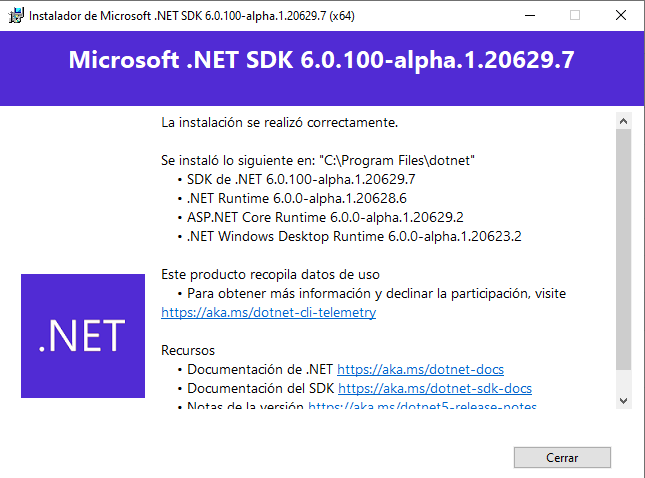 Instalador de Microsoft .NET SDK 6.0.100-alpha.1.20629.7 (x64)
Microsoft .NET SDK 6.0.100-alpha.1.20629.7
La instalación se realizó correctamente.
Se instaló lo siguiente en: "C:\Program Files\dotnet"
• SDK de .NET 6.0.100-alpha.1.20629.7
• .NET Runtime 6.0.0-alpha.1.20628.6
• ASP.NET Core Runtime 6.0.0-alpha.1.20629.2
• .NET Windows Desktop Runtime 6.0.0-alpha.1.20623.2
Este producto recopila datos de uso
• Para obtener más información y declinar la participación, visite
https://aka.ms/dotnet-cli-telemetry
.NET
Recursos
• Documentación de .NET https://aka.ms/dotnet-docs
• Documentación del SDK https://aka.ms/dotnet-sdk-docs
• Notas de la versión https://aka.ms/dotnet5-release-notes
Cerrar